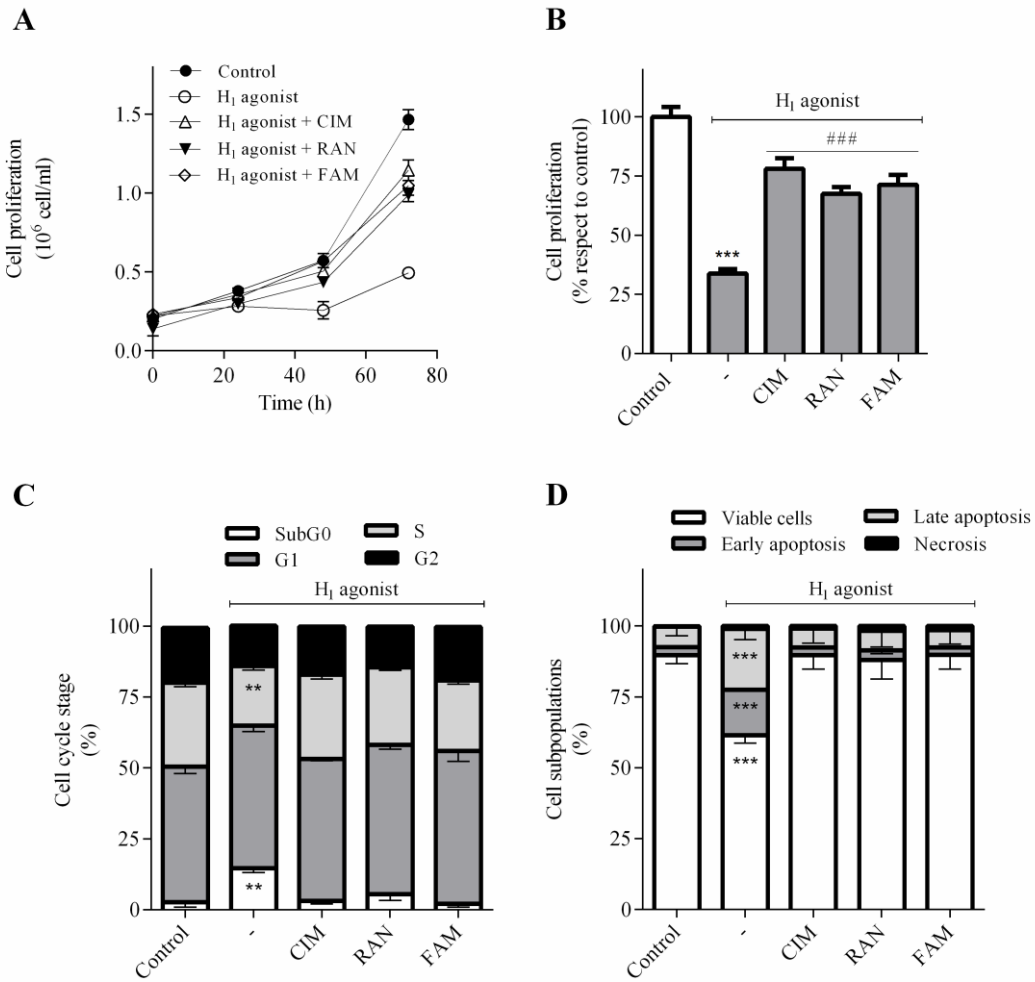 A
Control
H1 agonist
H1 agonist + CIM
H1 agonist + RAN
H1 agonist + FAM
Cell proliferation
(10⁶ cell/ml)
1.5
1.0
0.5
0.0
0 20 40 60 80
Time (h)
B
H1 agonist
###
***
Cell proliferation
(% respect to control)
100
75
50
25
0
Control - CIM RAN FAM
C
SubG0 S
G1 G2
H1 agonist
Cell cycle stage
(%)
100
75
50
25
0
**
**
Control - CIM RAN FAM
D
Viable cells Late apoptosis
Early apoptosis Necrosis
H1 agonist
Cell subpopulations
(%)
100
75
50
25
0
***
***
***
Control - CIM RAN FAM